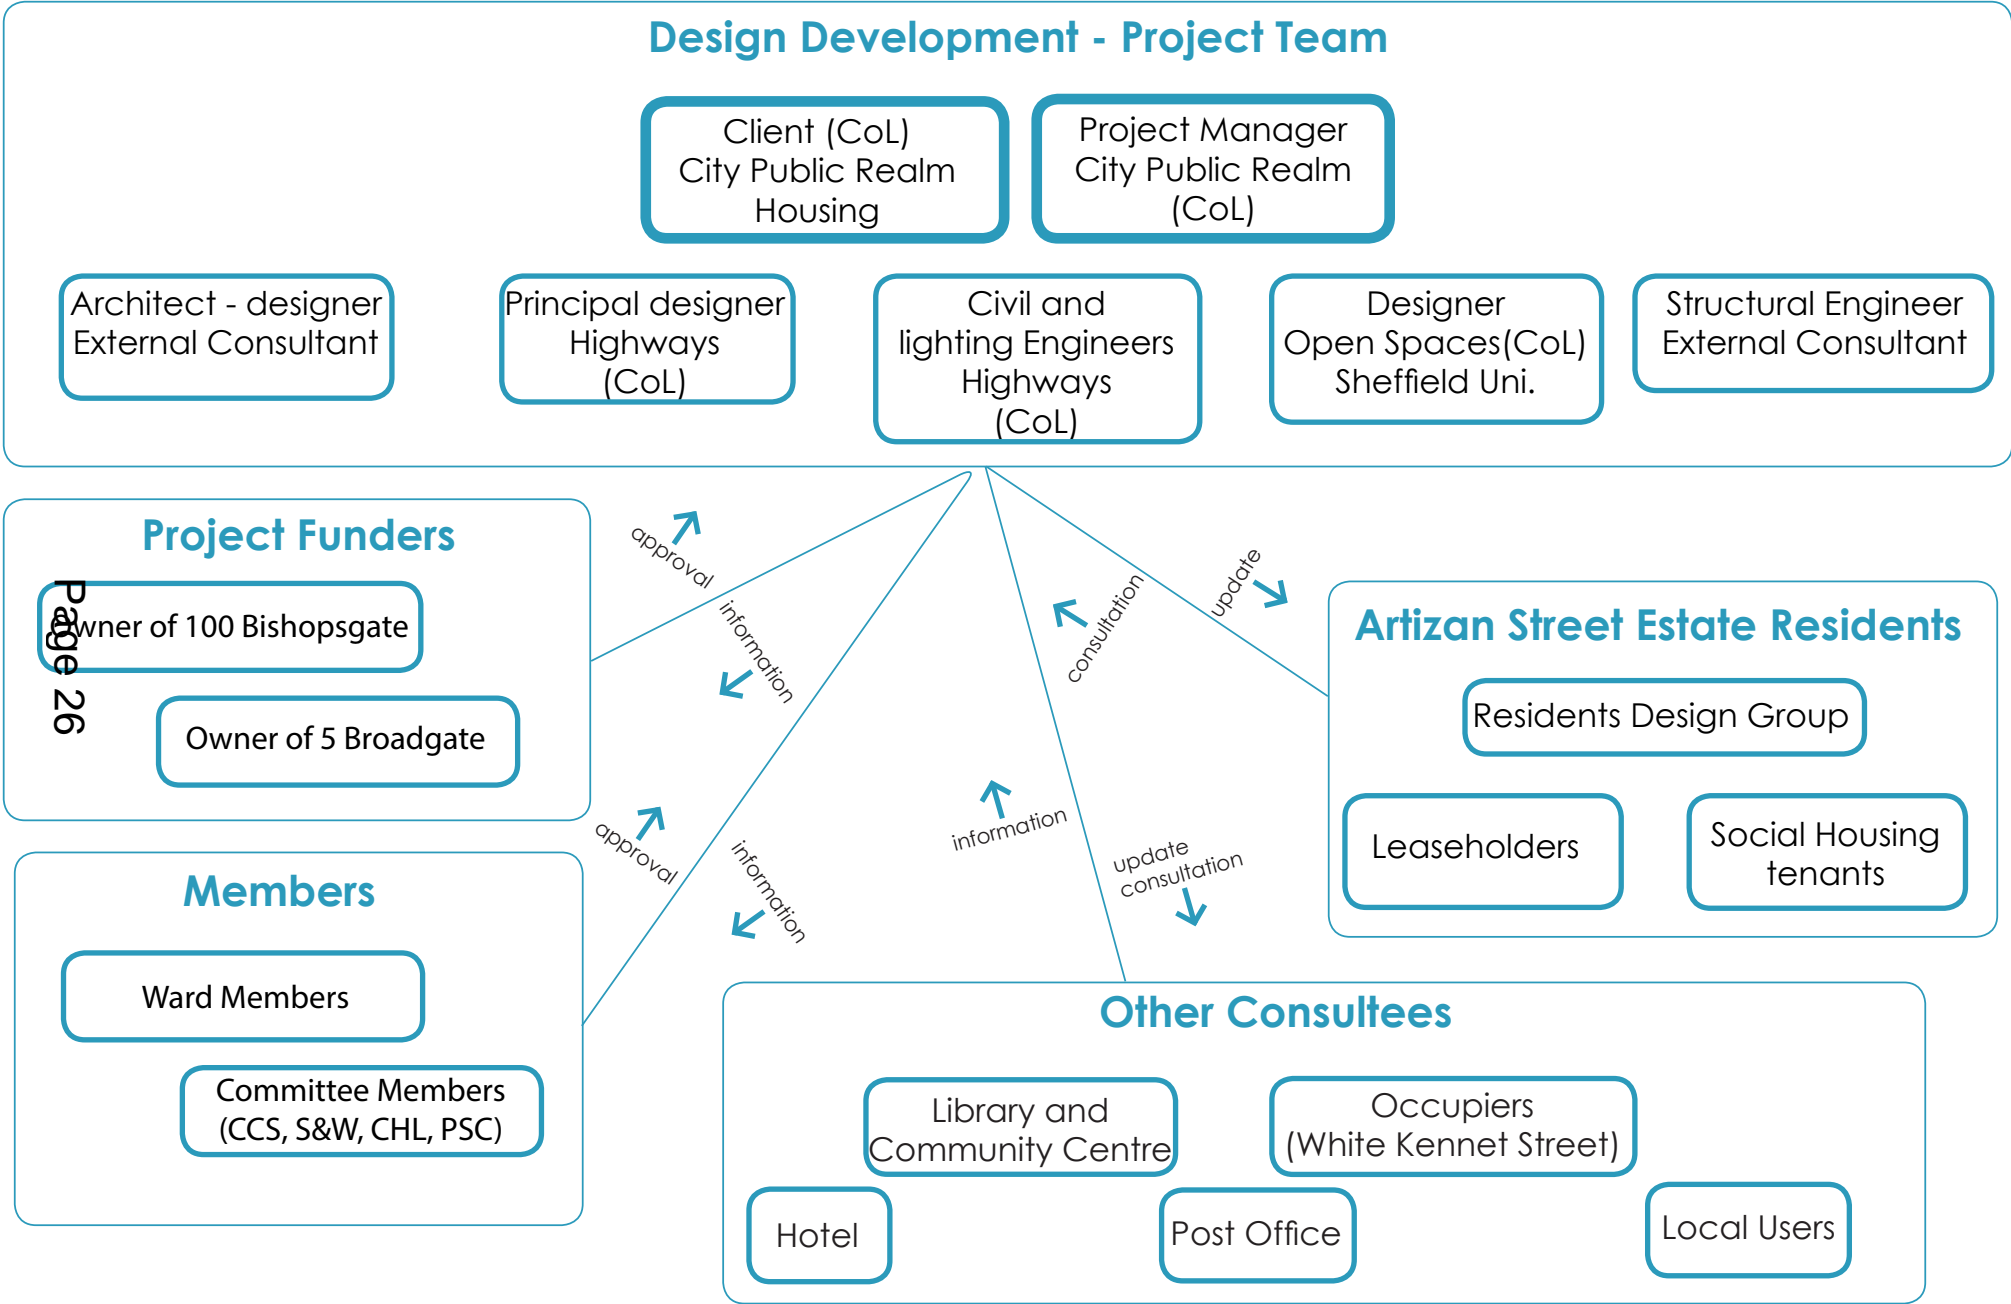 Design Development - Project Team
Client (CoL)
City Public Realm
Housing
Project Manager
City Public Realm
(CoL)
Architect - designer
External Consultant
Principal designer
Highways
(CoL)
Civil and
lighting Engineers
Highways
(CoL)
Designer
Open Spaces(CoL)
Sheffield Uni.
Structural Engineer
External Consultant
Project Funders
Owner of 100 Bishopsgate
Owner of 5 Broadgate
Page 26
approval
information
consultation
update
Artizan Street Estate Residents
Residents Design Group
Leaseholders
Social Housing
tenants
Members
Ward Members
Committee Members
(CCS, S&W, CHL, PSC)
approval
information
information
update
consultation
Other Consultees
Library and
Community Centre
Occupiers
(White Kennet Street)
Hotel
Post Office
Local Users